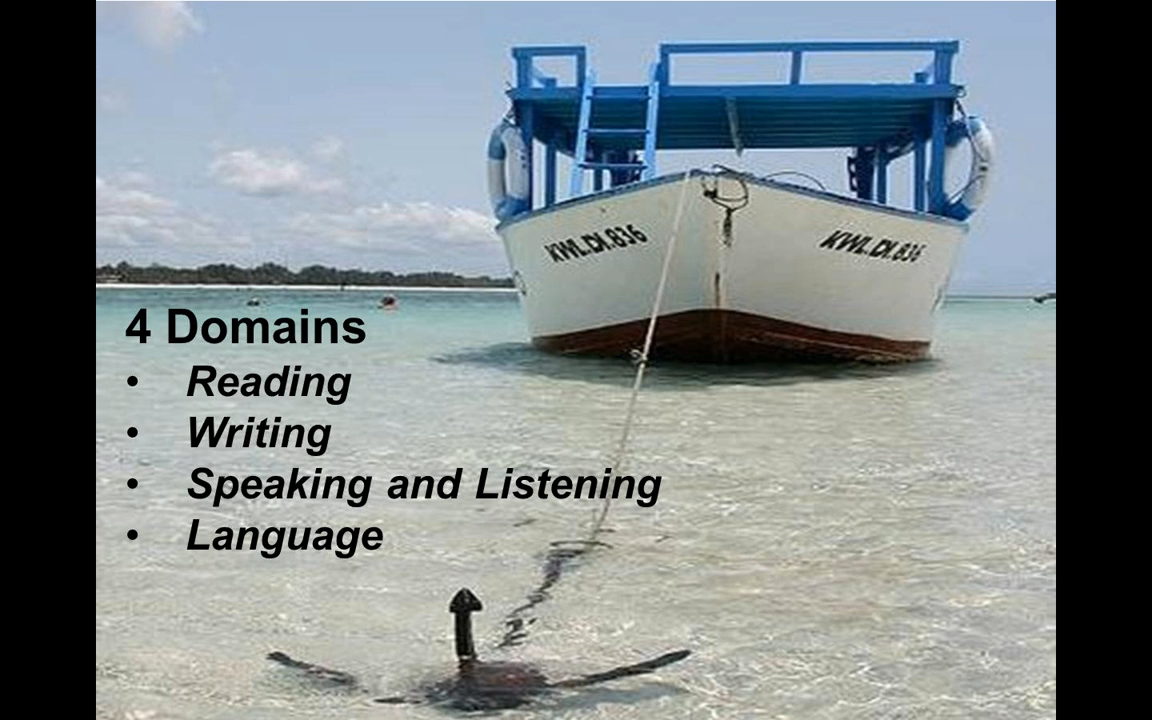 KWL.DI.836 KWL.DI.836
4 Domains
• Reading
• Writing
• Speaking and Listening
• Language